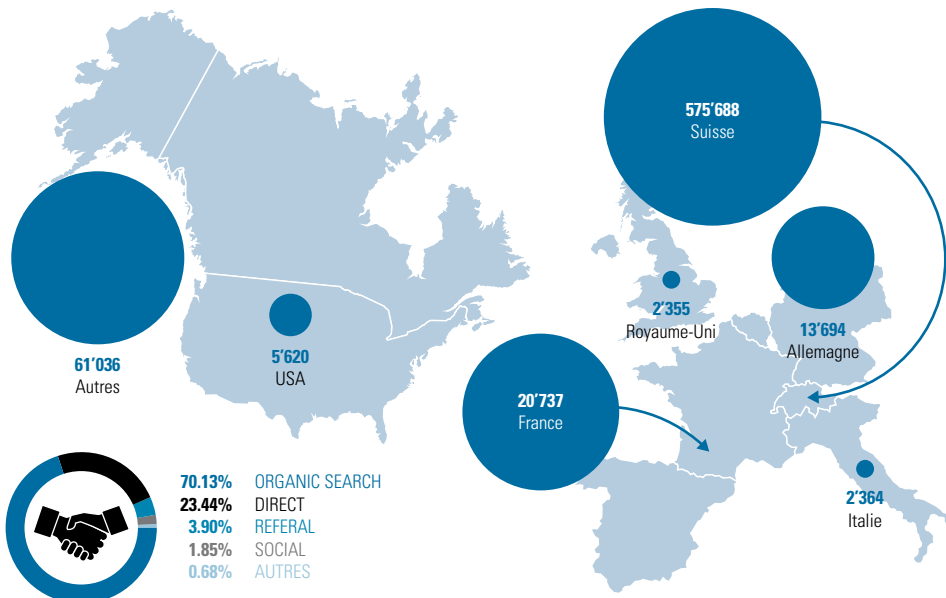 575’688
Suisse
2’355
Royaume-Uni
13’694
Allemagne
61’036
Autres
5’620
USA
20’737
France
2’364
Italie
70.13% ORGANIC SEARCH
23.44% DIRECT
3.90% REFERAL
1.85% SOCIAL
0.68% AUTRES